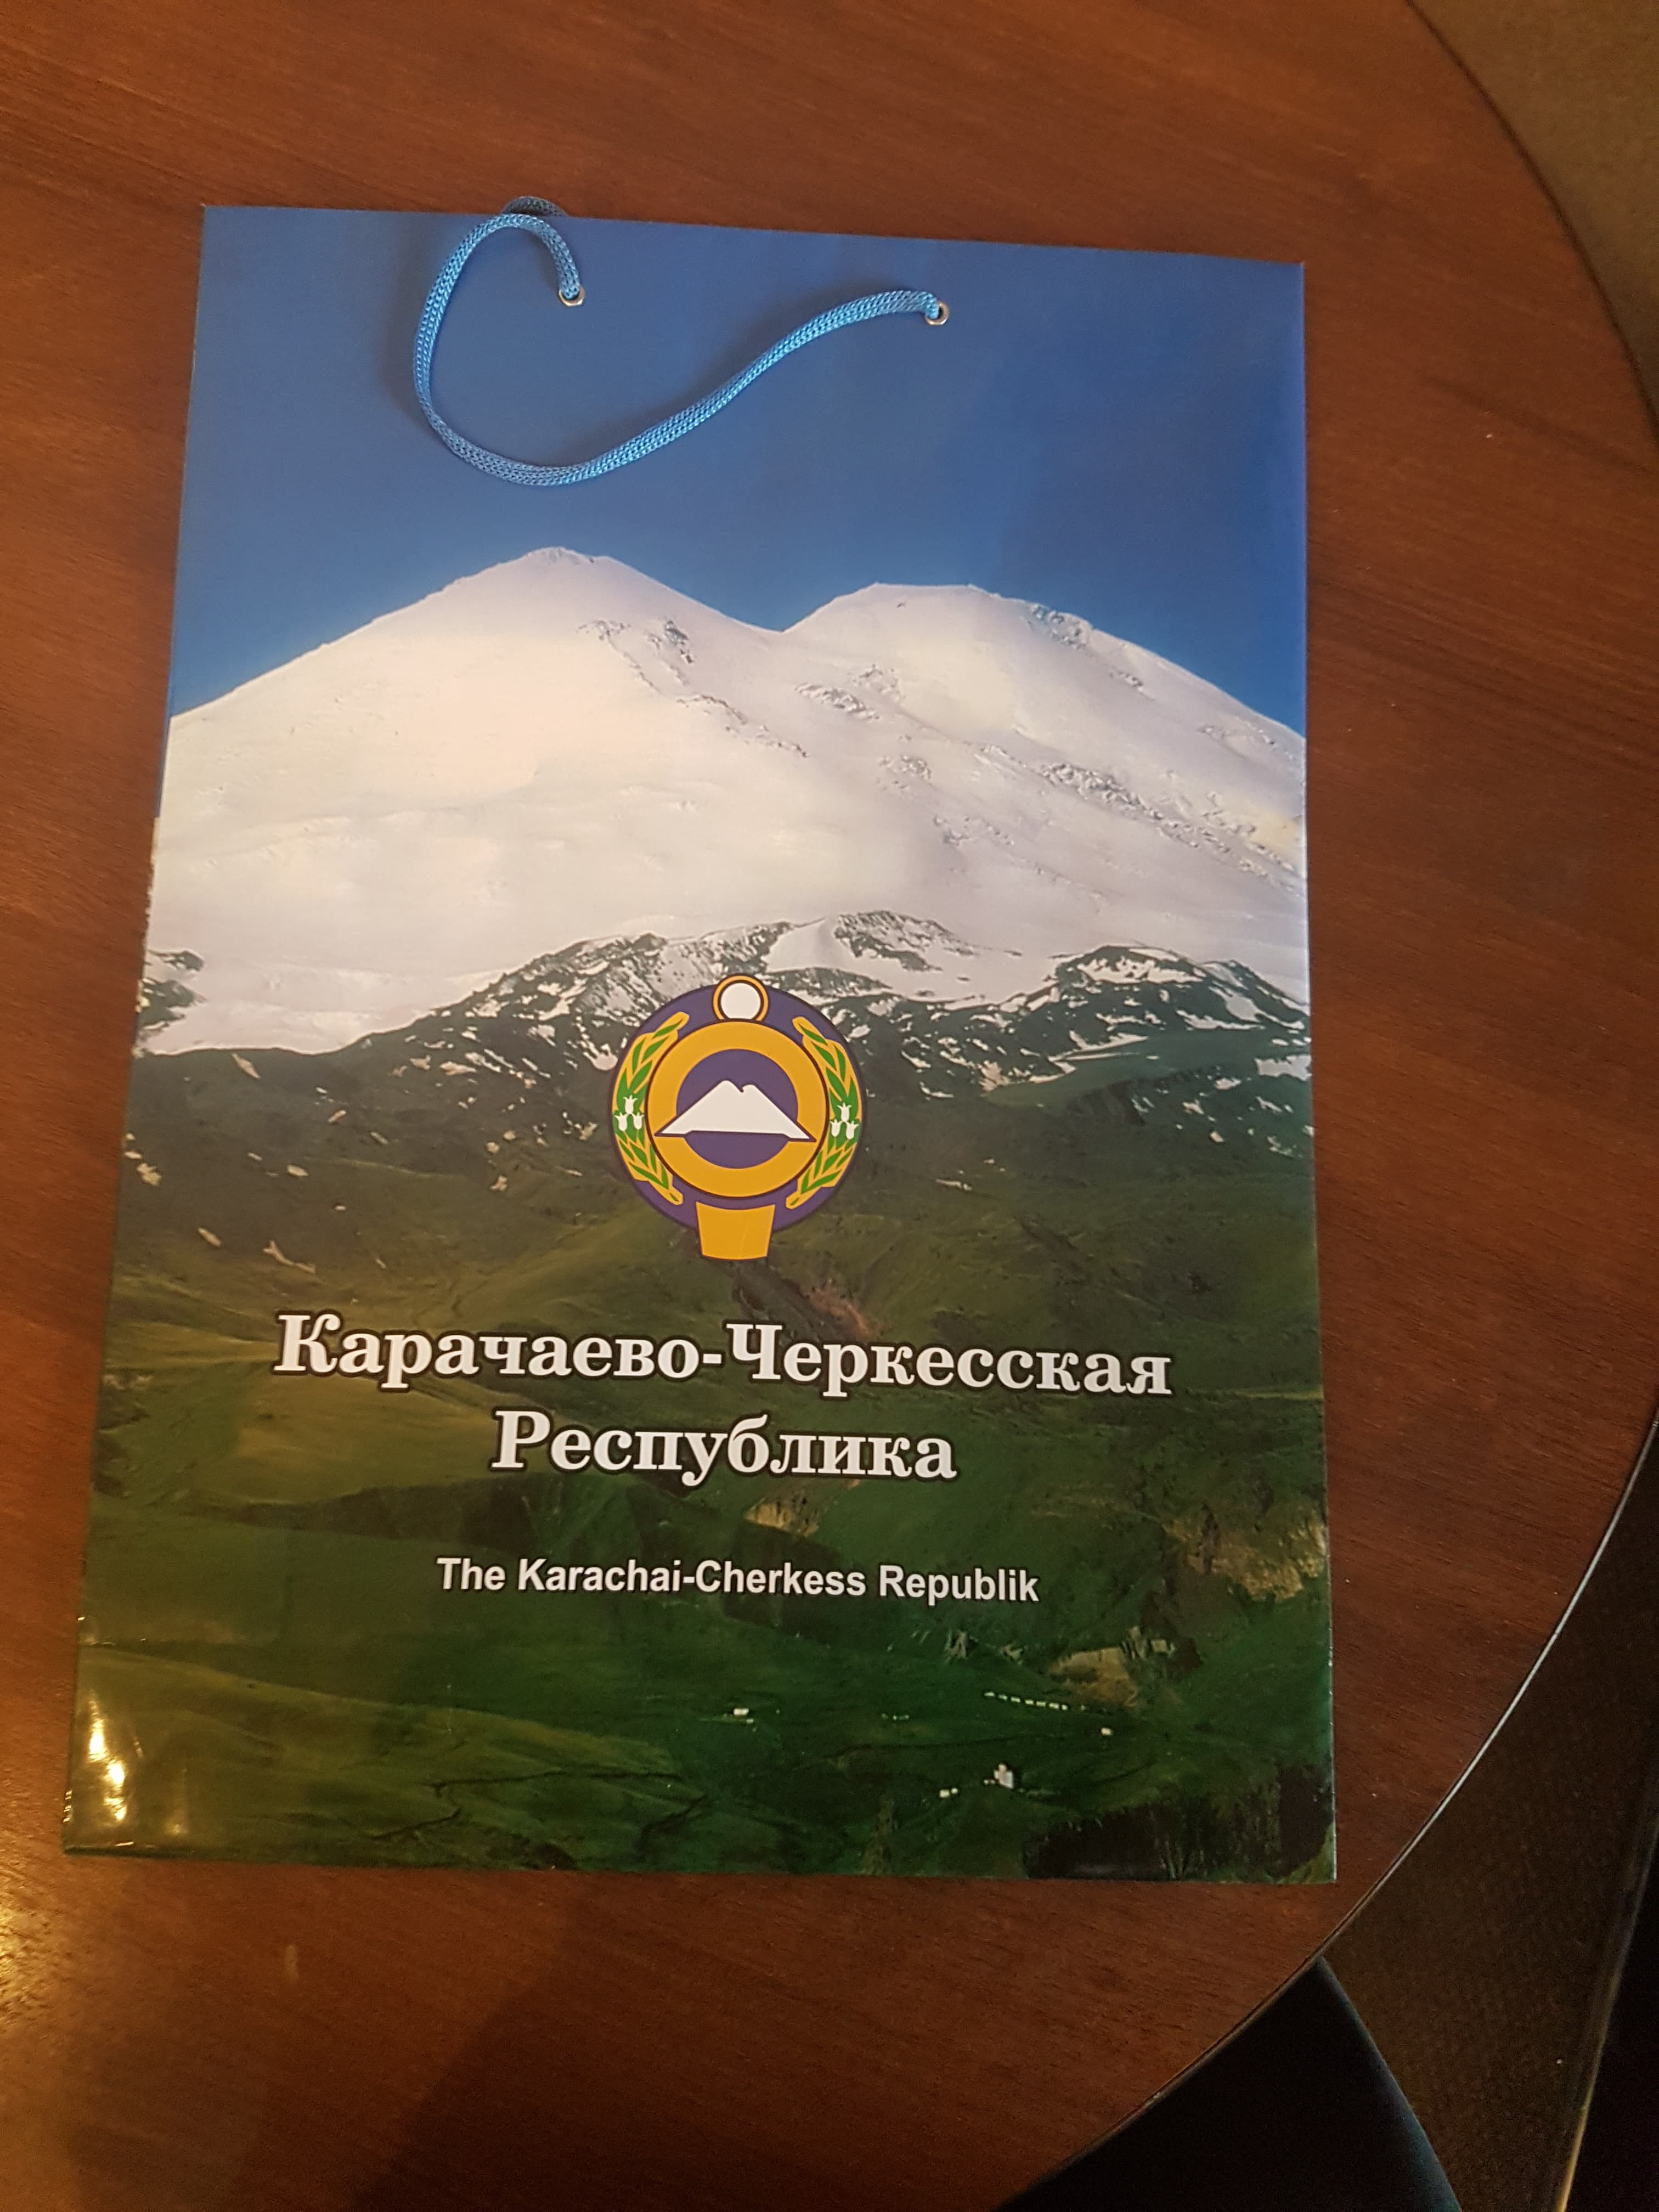 Карачаево-Черкесская
Республика
The Karachai-Cherkess Republik